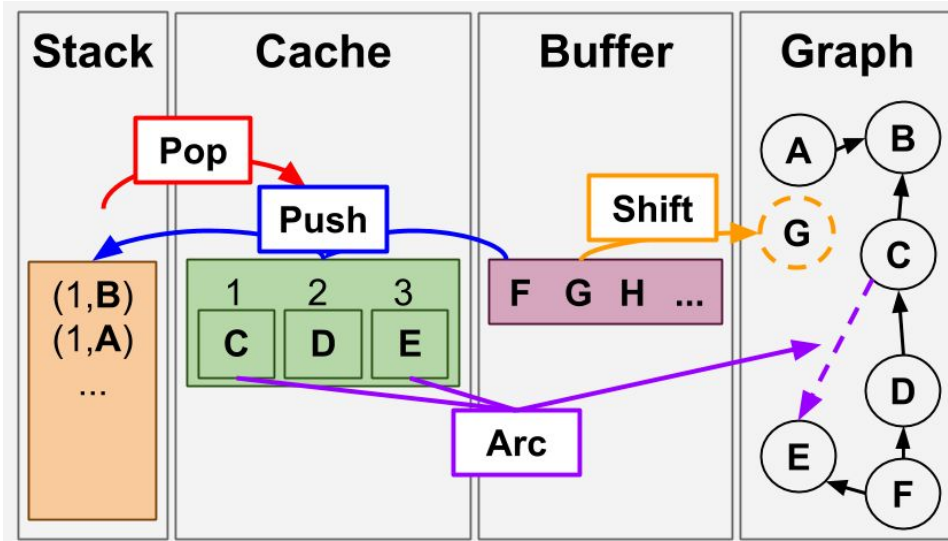 Stack
Cache
Buffer
Graph
Pop
Push
Shift
(1,B)
(1,A)
...
1 2 3
C D E
F G H ...
Arc
A
B
G
C
D
E
F